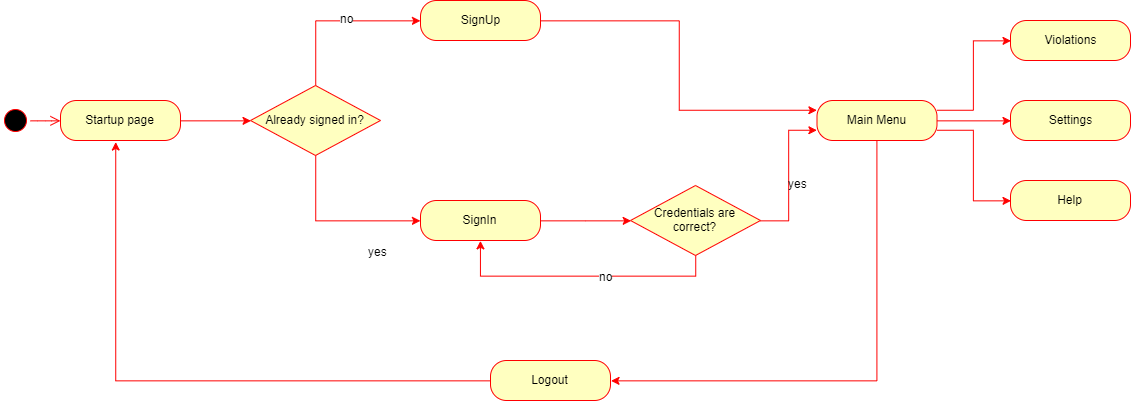 no
SignUp
Violations
Startup page
Already signed in?
Main Menu
Settings
yes
SignIn
Credentials are
correct?
Help
yes
no
Logout